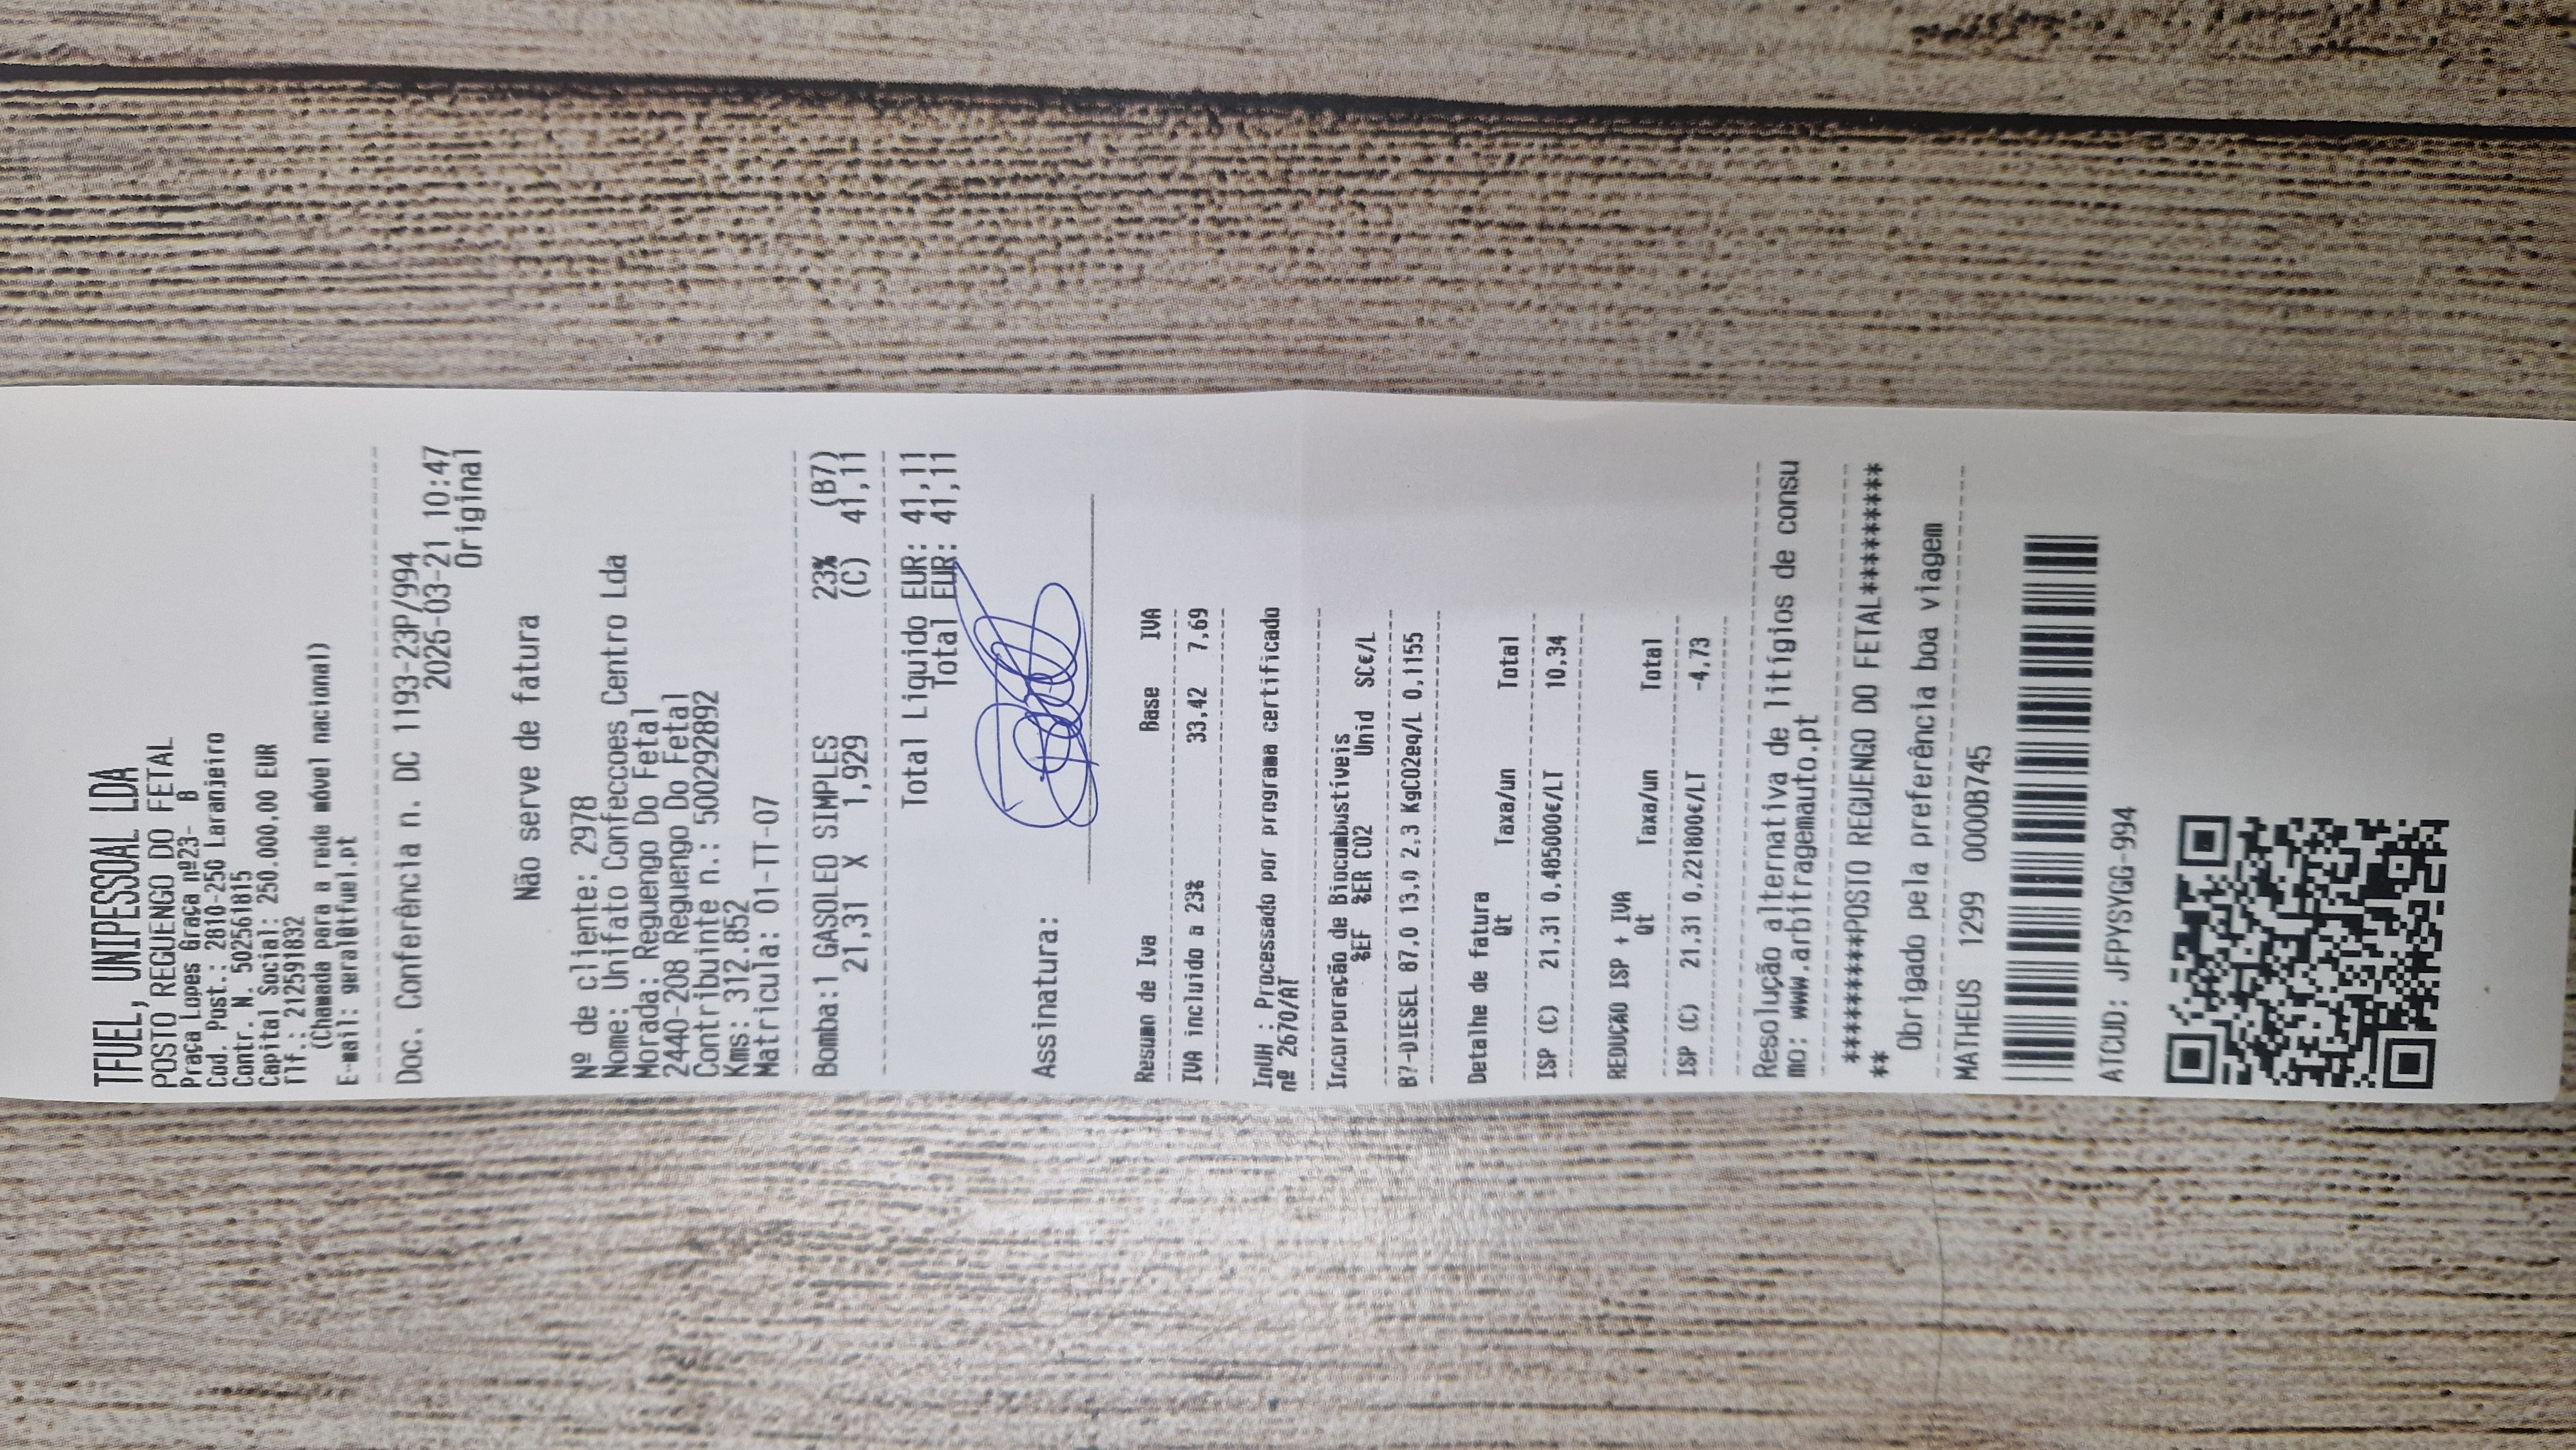 TFUEL, UNIPESSOAL LDA
POSTO REGUENGO DO FETAL
Praça Lopes Graça nº23- B
Cod. Post.: 2810-250 Laranjeiro
Contr. N. 502561815
Capital Social: 250.000,00 EUR
Tlf.: 212591832
(Chamada para a rede móvel nacional)
E-mail: geral@tfuel.pt
Doc. Conferência n. DC 1193-23P/994
2026-03-21 10:47
Original
Não serve de fatura
Nº de cliente: 2978
Nome: Unifato Confeccoes Centro Lda
Morada: Reguengo Do Fetal
2440-208 Reguengo Do Fetal
Contribuinte n.: 500292892
Kms: 312.852
Matricula: 01-TT-07
Bomba:1 GASOLEO SIMPLES 23% (B7)
21,31 X 1,929 (C) 41,11
Total Liquido EUR: 41,11
Total EUR: 41,11
Assinatura:
Resumo de Iva Base IVA
IVA incluido a 23% 33,42 7,69
InUH : Processado por programa certificado
nº 2670/AT
Incorporação de Biocombustiveis
%EF %ER CO2 Unid SC€/L
B7-DIESEL 87.0 13.0 2.3 KgCO2eq/L 0,1155
Detalhe de fatura
Qt Taxa/un Total
ISP (C) 21,31 0,485000€/LT 10,34
REDUÇÃO ISP + IVA
Qt Taxa/un Total
ISP (C) 21,31 0,221800€/LT -4,73
Resolução alternativa de litígios de consu
mo: www.arbitragemauto.pt
*********POSTO REGUENGO DO FETAL*********
**
Obrigado pela preferência boa viagem
MATHEUS 1299 0000B745
ATCUD: JFPYSYGG-994